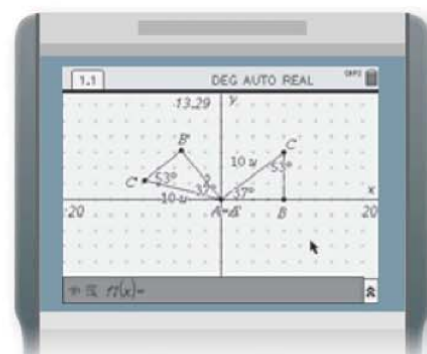 1.1 DEG AUTO REAL
13.29 y
B'
C
10 u
53°
C' 53°
37°
37°
10 u
x
-20 A=A' B 20
f1(x)=